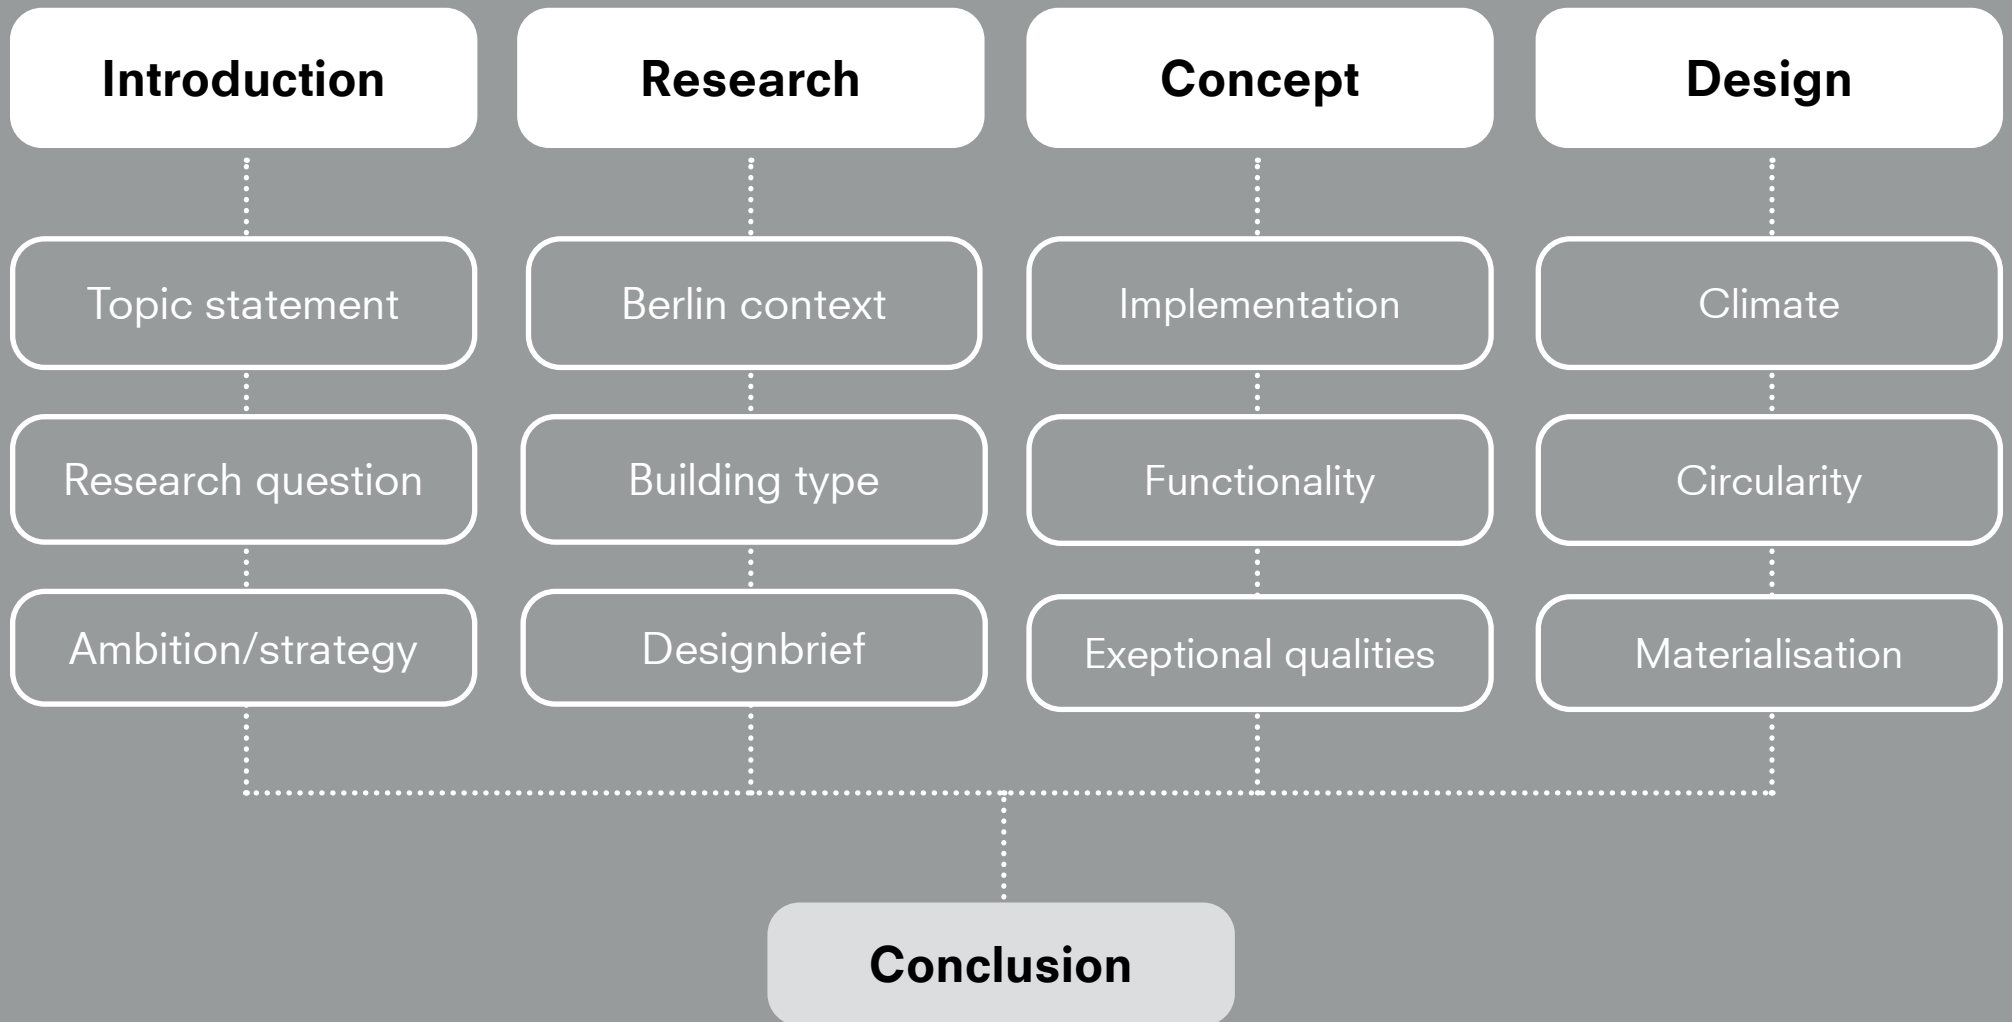 Introduction
Research
Concept
Design
Topic statement
Berlin context
Implementation
Climate
Research question
Building type
Functionality
Circularity
Ambition/strategy
Designbrief
Exeptional qualities
Materialisation
Conclusion